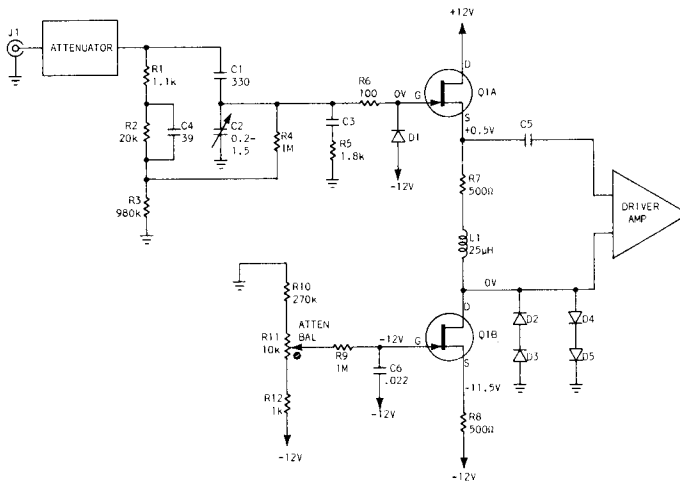 J1
ATTENUATOR
R1
1.1k
R2
20k
C4
39
R3
980k
C1
330
C2
0.2-
1.5
R4
1M
C3
R5
1.8k
R6
100
0V
G
D1
-12V
+12V
D
Q1A
S
+0.5V
C5
R7
500Ω
L1
25μH
DRIVER
AMP
0V
D
Q1B
G
-12V
S
-11.5V
R8
500Ω
-12V
D2
D3
D4
D5
R10
270k
ATTEN
BAL
R11
10k
R9
1M
C6
.022
-12V
R12
1k
-12V